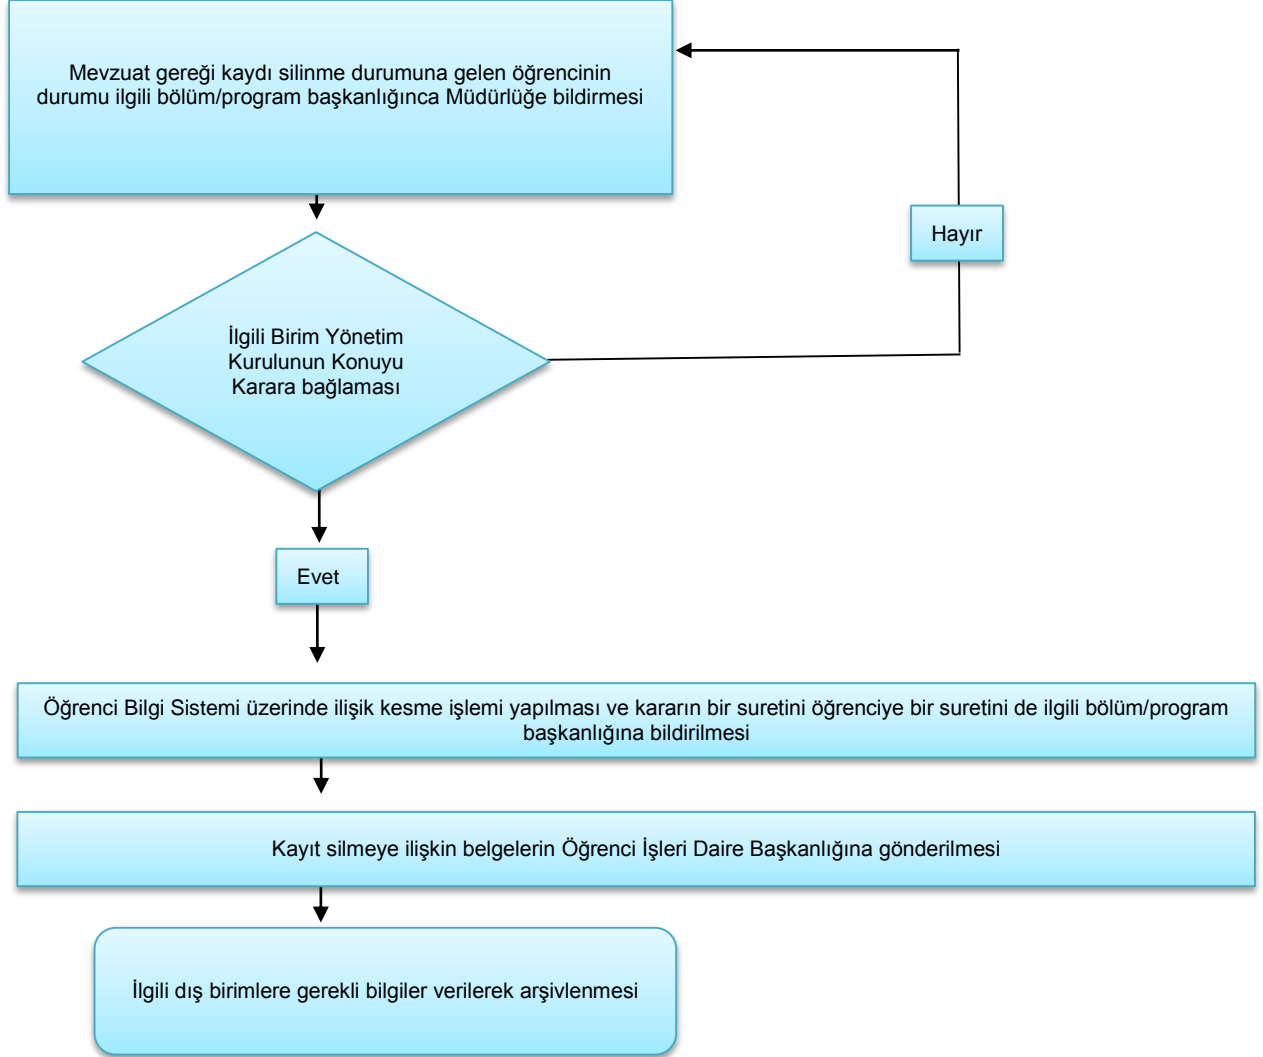 Mevzuat gereği kaydı silinme durumuna gelen öğrencinin
durumu ilgili bölüm/program başkanlığınca Müdürlüğe bildirmesi
Hayır
İlgili Birim Yönetim
Kurulunun Konuyu
Karara bağlaması
Evet
Öğrenci Bilgi Sistemi üzerinde ilişik kesme işlemi yapılması ve kararın bir suretini öğrenciye bir suretini de ilgili bölüm/program
başkanlığına bildirilmesi
Kayıt silmeye ilişkin belgelerin Öğrenci İşleri Daire Başkanlığına gönderilmesi
İlgili dış birimlere gerekli bilgiler verilerek arşivlenmesi